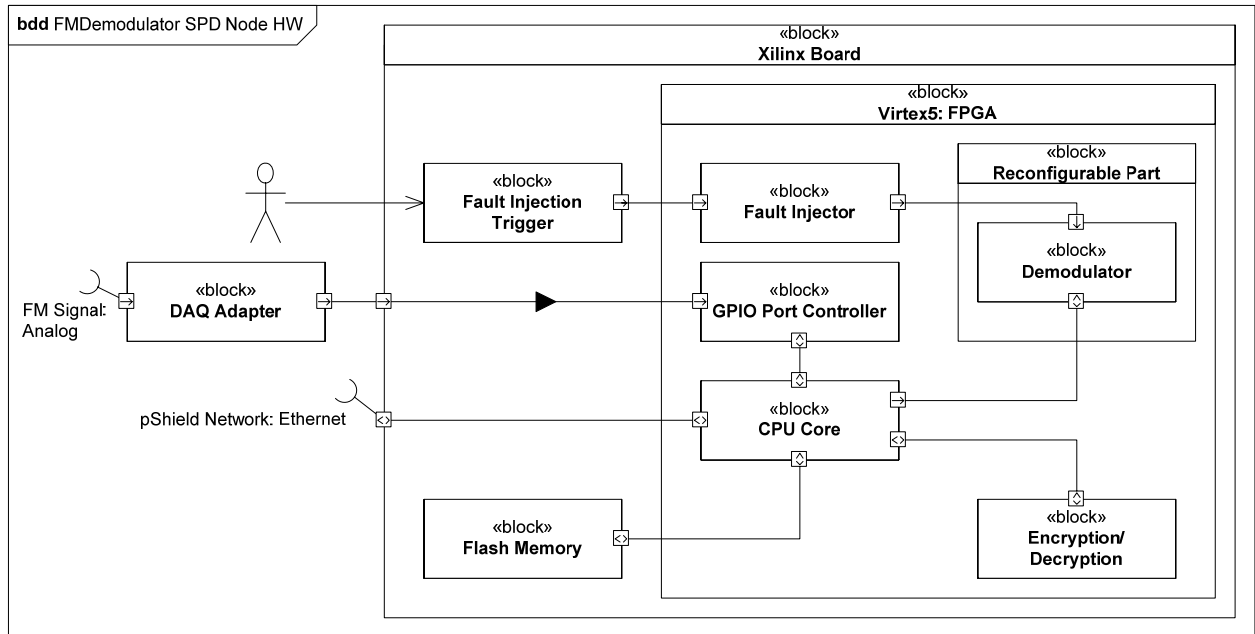 bdd FMDemodulator SPD Node HW
«block»
Xilinx Board
«block»
Virtex5: FPGA
«block»
Reconfigurable Part
«block»
Fault Injection
Trigger
«block»
Fault Injector
«block»
Demodulator
FM Signal:
Analog
«block»
DAQ Adapter
«block»
GPIO Port Controller
pShield Network: Ethernet
«block»
CPU Core
«block»
Flash Memory
«block»
Encryption/
Decryption